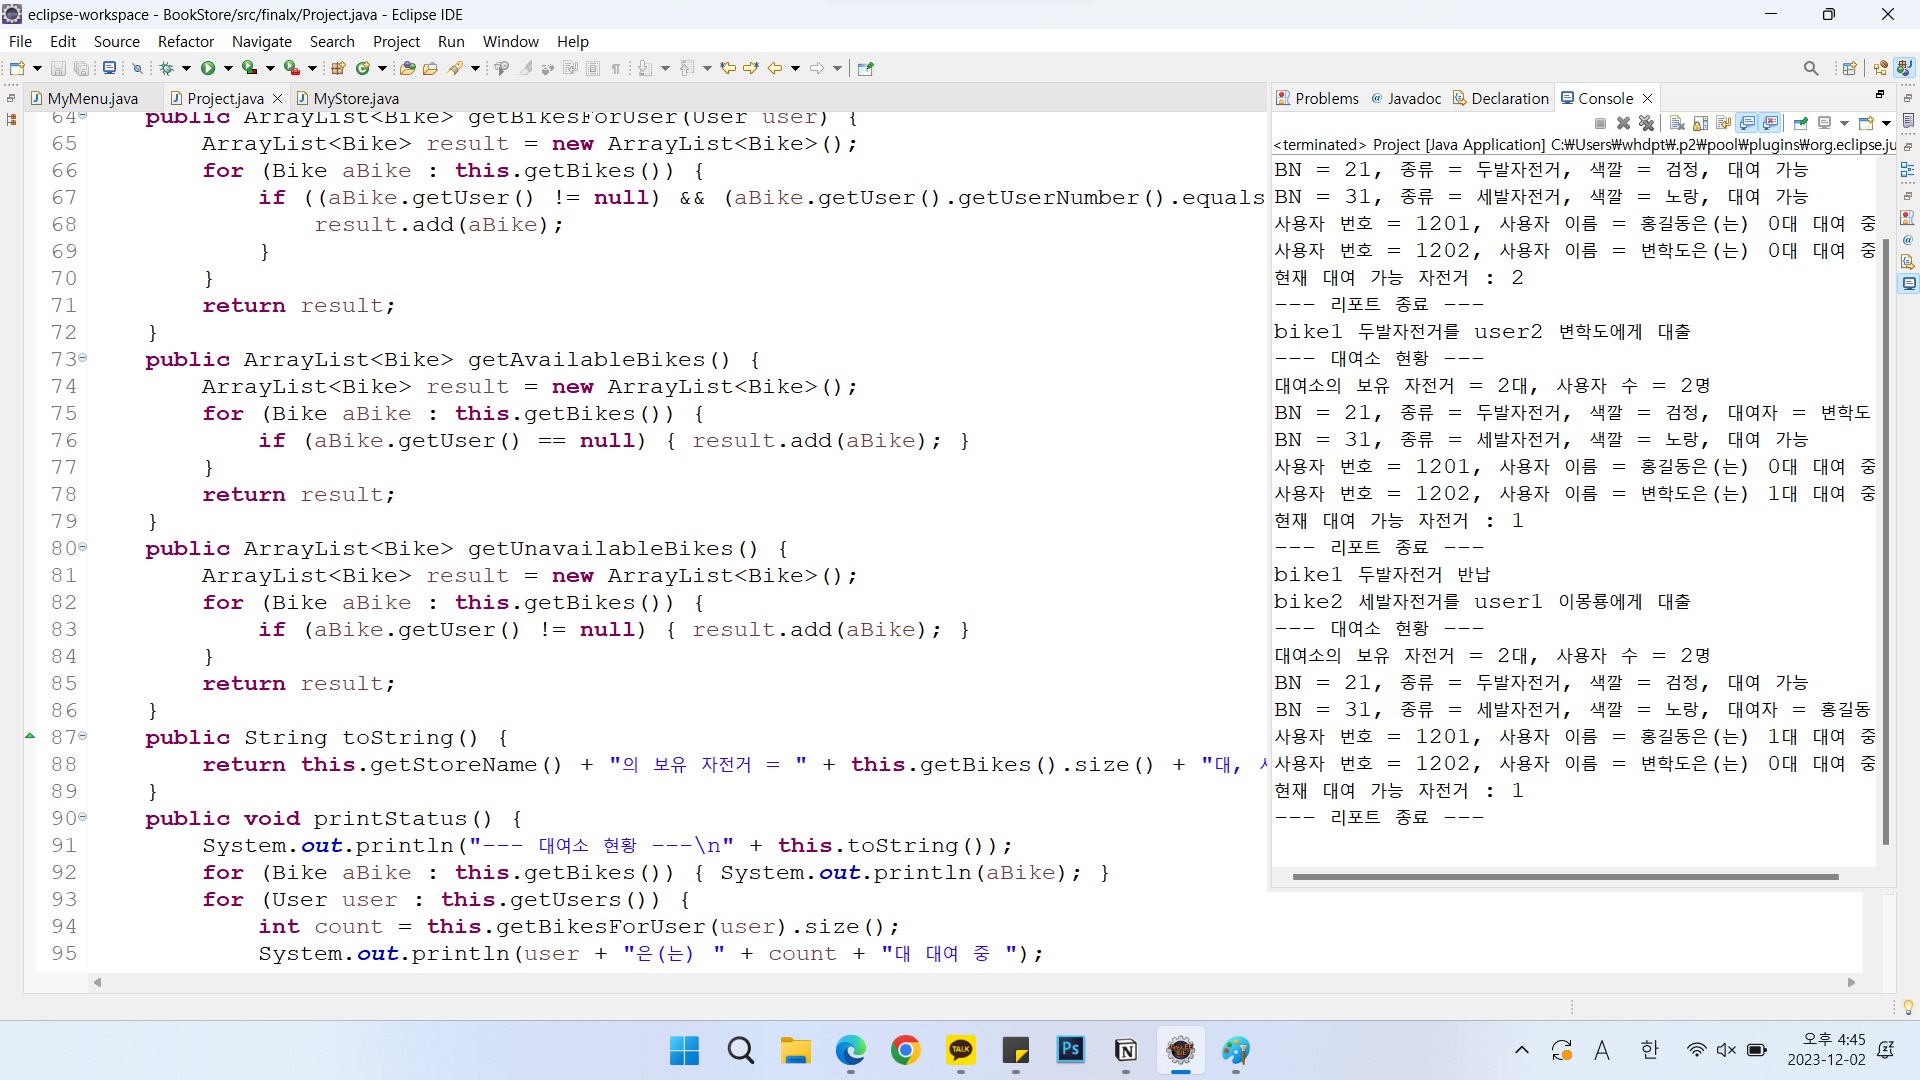 eclipse-workspace - BookStore/src/finalx/Project.java - Eclipse IDE
File Edit Source Refactor Navigate Search Project Run Window Help
MyMenu.java Project.java MyStore.java
64 public ArrayList<Bike> getBikesForUser(User user) {
65 ArrayList<Bike> result = new ArrayList<Bike>();
66 for (Bike aBike : this.getBikes()) {
67 if ((aBike.getUser() != null) && (aBike.getUser().getUserNumber().equals
68 result.add(aBike);
69 }
70 }
71 return result;
72 }
73 public ArrayList<Bike> getAvailableBikes() {
74 ArrayList<Bike> result = new ArrayList<Bike>();
75 for (Bike aBike : this.getBikes()) {
76 if (aBike.getUser() == null) { result.add(aBike); }
77 }
78 return result;
79 }
80 public ArrayList<Bike> getUnavailableBikes() {
81 ArrayList<Bike> result = new ArrayList<Bike>();
82 for (Bike aBike : this.getBikes()) {
83 if (aBike.getUser() != null) { result.add(aBike); }
84 }
85 return result;
86 }
87 public String toString() {
88 return this.getStoreName() + "의 보유 자전거 = " + this.getBikes().size() + "대,
89 }
90 public void printStatus() {
91 System.out.println("--- 대여소 현황 ---\n" + this.toString());
92 for (Bike aBike : this.getBikes()) { System.out.println(aBike); }
93 for (User user : this.getUsers()) {
94 int count = this.getBikesForUser(user).size();
95 System.out.println(user + "은(는) " + count + "대 대여 중 ");
Problems Javadoc Declaration Console
<terminated> Project [Java Application] C:₩Users₩whdpt₩.p2₩pool₩plugins₩org.eclipse.ju
BN = 21, 종류 = 두발자전거, 색깔 = 검정, 대여 가능
BN = 31, 종류 = 세발자전거, 색깔 = 노랑, 대여 가능
사용자 번호 = 1201, 사용자 이름 = 홍길동은(는) 0대 대여 중
사용자 번호 = 1202, 사용자 이름 = 변학도은(는) 0대 대여 중
현재 대여 가능 자전거 : 2
--- 리포트 종료 ---
bike1 두발자전거를 user2 변학도에게 대출
--- 대여소 현황 ---
대여소의 보유 자전거 = 2대, 사용자 수 = 2명
BN = 21, 종류 = 두발자전거, 색깔 = 검정, 대여자 = 변학도
BN = 31, 종류 = 세발자전거, 색깔 = 노랑, 대여 가능
사용자 번호 = 1201, 사용자 이름 = 홍길동은(는) 0대 대여 중
사용자 번호 = 1202, 사용자 이름 = 변학도은(는) 1대 대여 중
현재 대여 가능 자전거 : 1
--- 리포트 종료 ---
bike1 두발자전거 반납
bike2 세발자전거를 user1 이몽룡에게 대출
--- 대여소 현황 ---
대여소의 보유 자전거 = 2대, 사용자 수 = 2명
BN = 21, 종류 = 두발자전거, 색깔 = 검정, 대여 가능
BN = 31, 종류 = 세발자전거, 색깔 = 노랑, 대여자 = 홍길동
사용자 번호 = 1201, 사용자 이름 = 홍길동은(는) 1대 대여 중
사용자 번호 = 1202, 사용자 이름 = 변학도은(는) 0대 대여 중
현재 대여 가능 자전거 : 1
--- 리포트 종료 ---
TALK
Ps
A 한
오후 4:45
2023-12-02